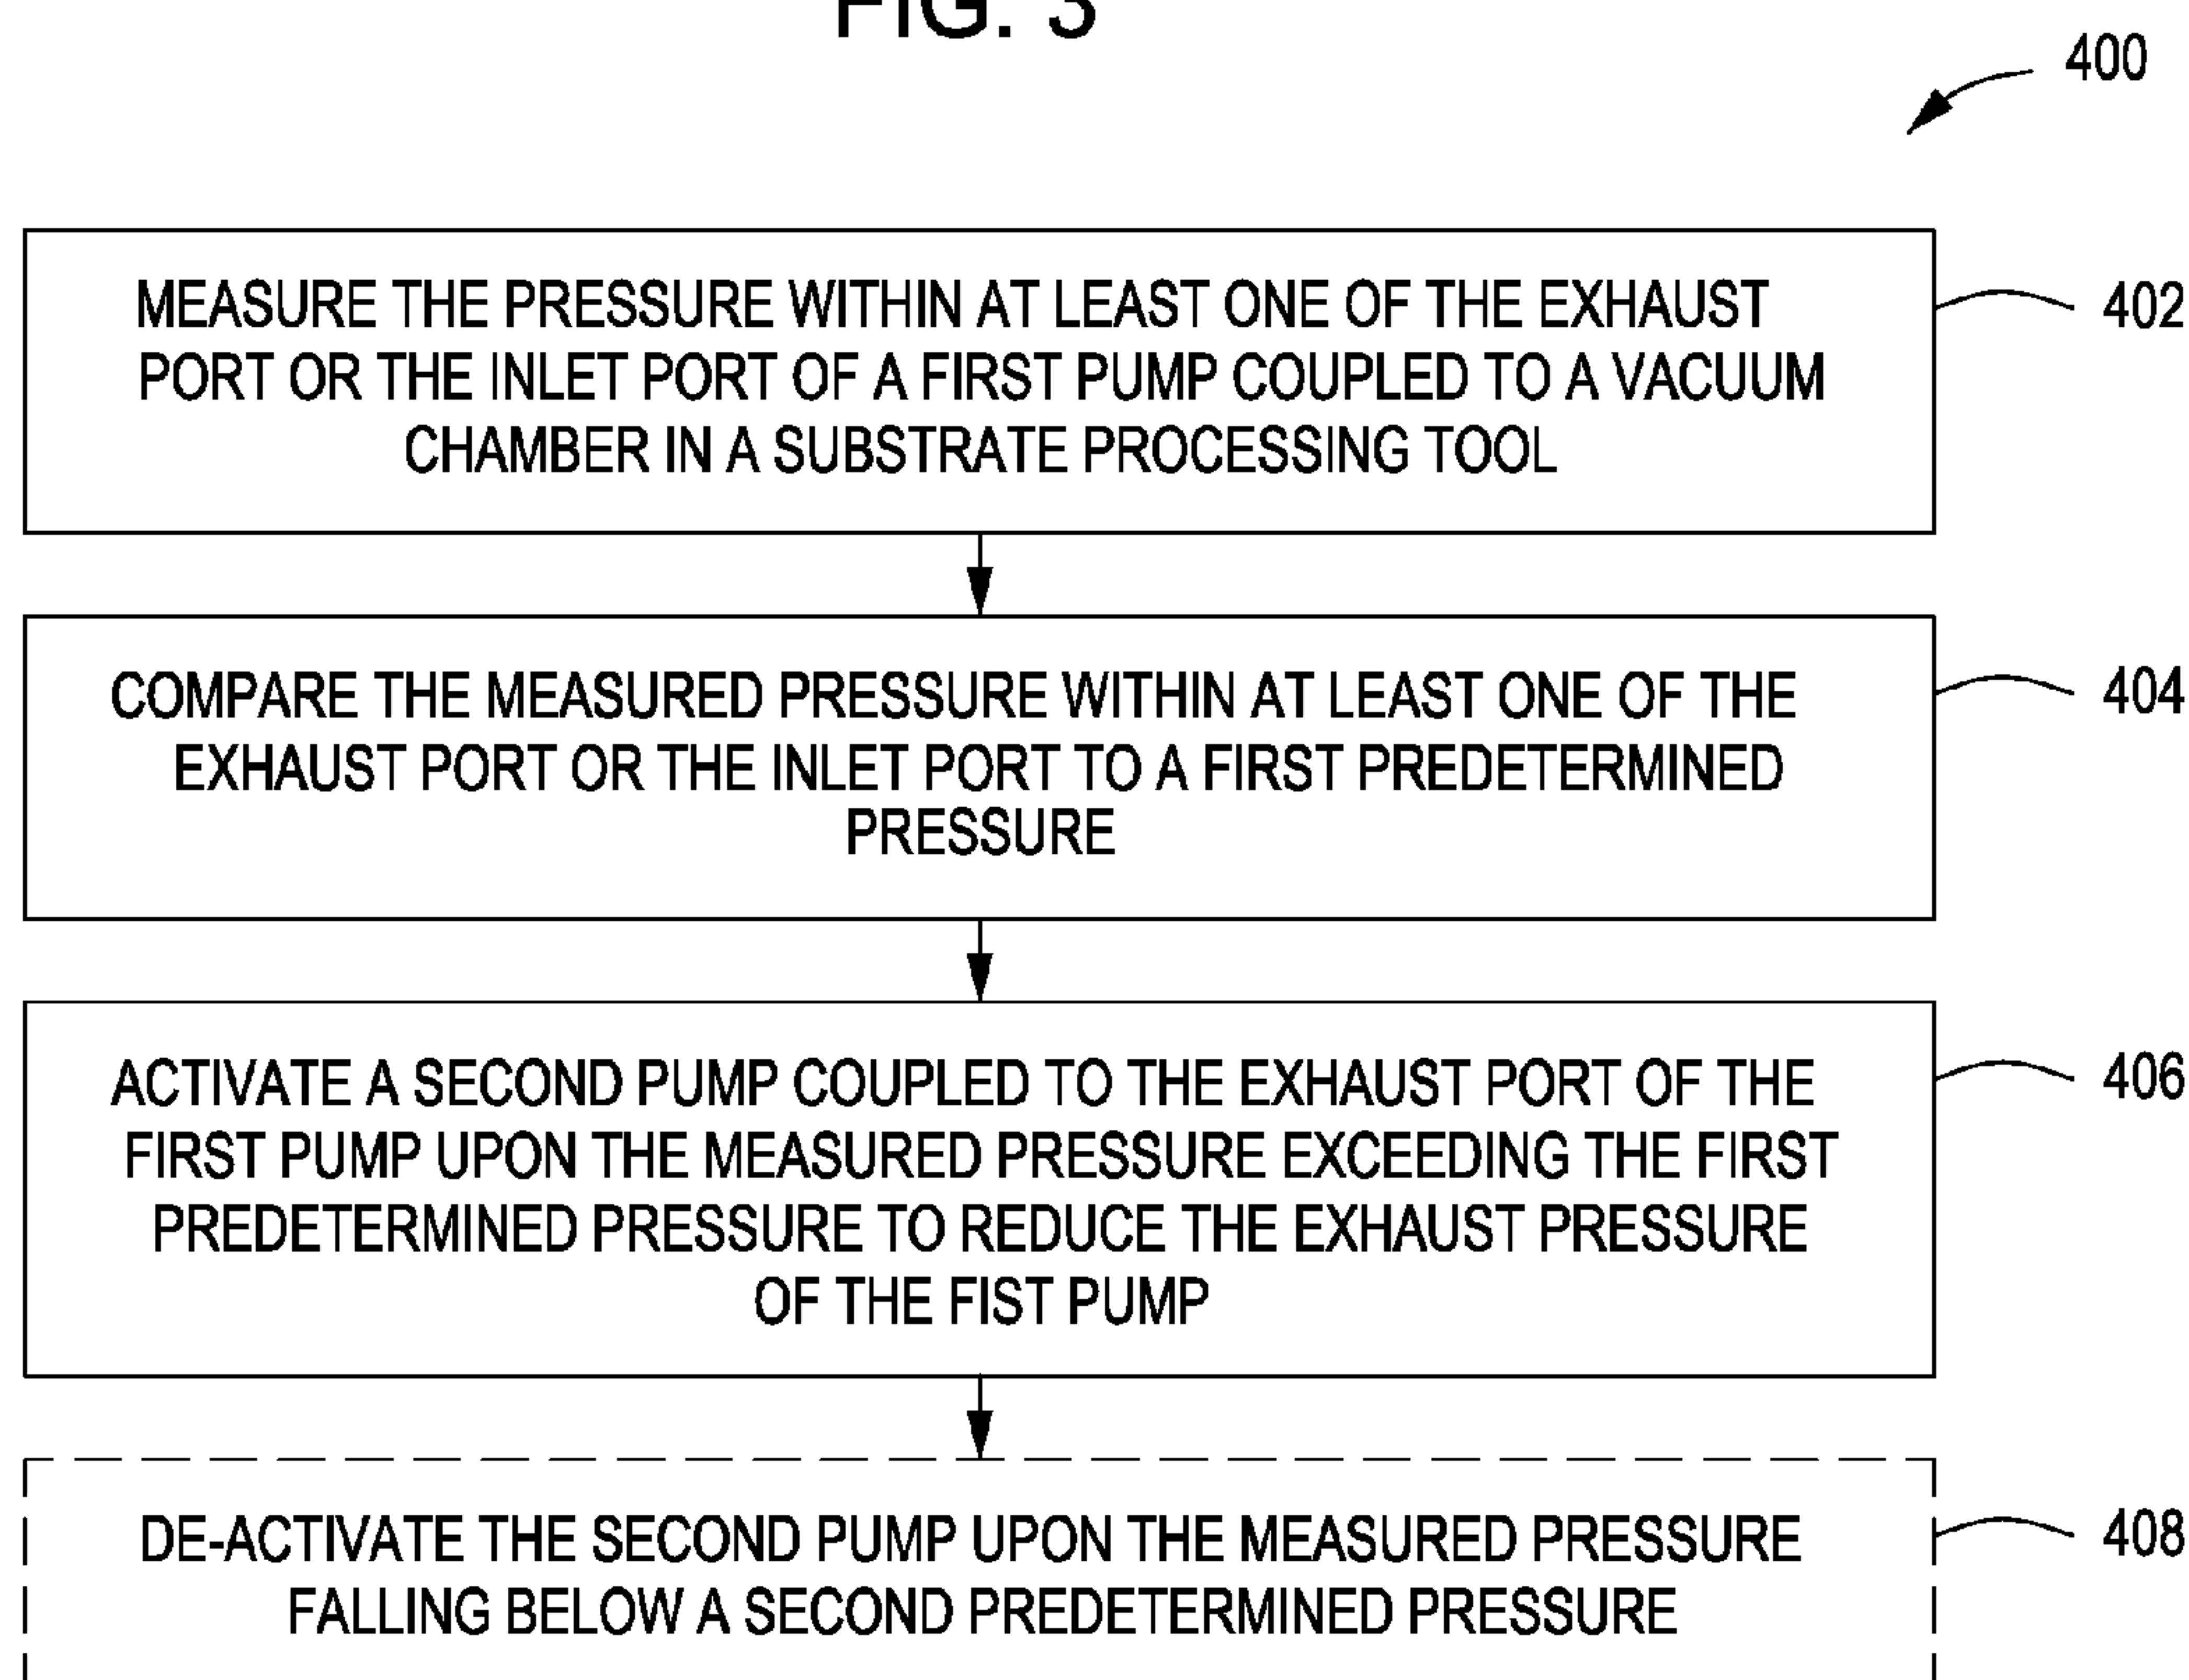 FIG. 3
400
MEASURE THE PRESSURE WITHIN AT LEAST ONE OF THE EXHAUST
PORT OR THE INLET PORT OF A FIRST PUMP COUPLED TO A VACUUM
CHAMBER IN A SUBSTRATE PROCESSING TOOL
402
COMPARE THE MEASURED PRESSURE WITHIN AT LEAST ONE OF THE
EXHAUST PORT OR THE INLET PORT TO A FIRST PREDETERMINED
PRESSURE
404
ACTIVATE A SECOND PUMP COUPLED TO THE EXHAUST PORT OF THE
FIRST PUMP UPON THE MEASURED PRESSURE EXCEEDING THE FIRST
PREDETERMINED PRESSURE TO REDUCE THE EXHAUST PRESSURE
OF THE FIST PUMP
406
DE-ACTIVATE THE SECOND PUMP UPON THE MEASURED PRESSURE
FALLING BELOW A SECOND PREDETERMINED PRESSURE
408